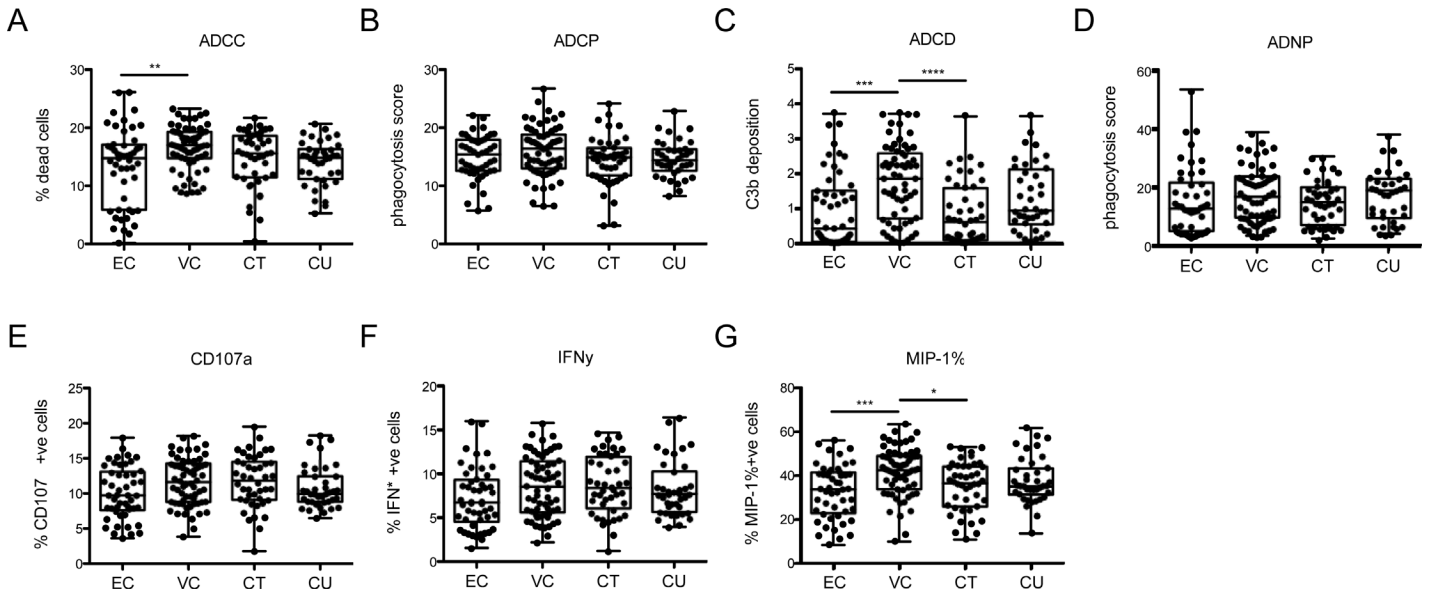 A
ADCC
% dead cells
30
20
10
0
**
EC VC CT CU
B
ADCP
phagocytosis score
30
20
10
0
EC VC CT CU
C
ADCD
C3b deposition
5
4
3
2
1
0
*** ****
EC VC CT CU
D
ADNP
phagocytosis score
60
40
20
0
EC VC CT CU
E
CD107a
% CD107 +ve cells
25
20
15
10
5
0
EC VC CT CU
F
IFNy
% IFN* +ve cells
20
15
10
5
0
EC VC CT CU
G
MIP-1%
% MIP-1%+ve cells
80
60
40
20
0
*** *
EC VC CT CU